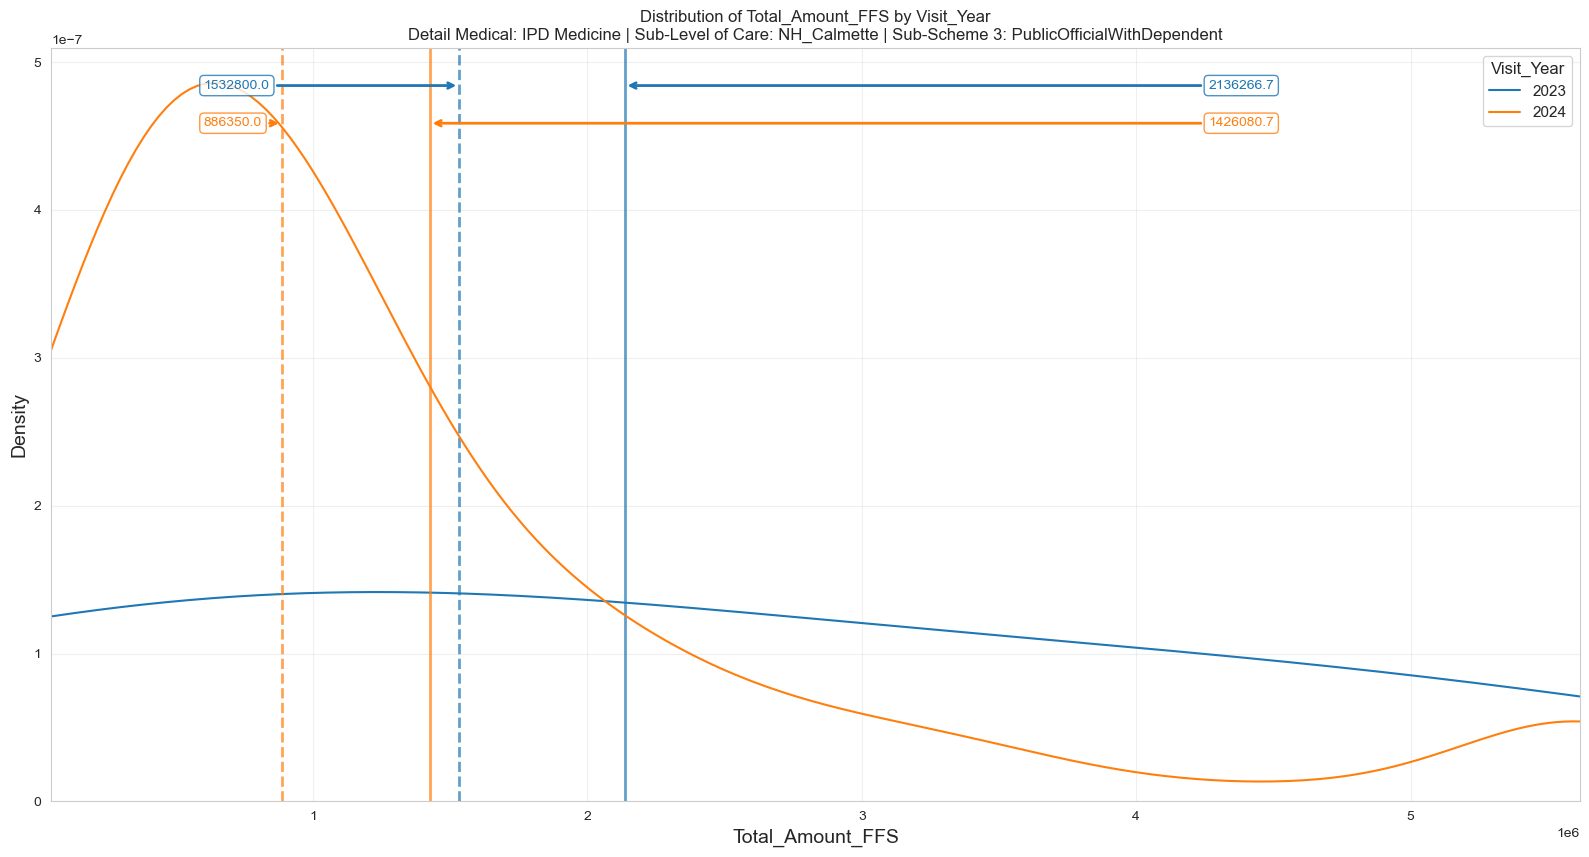 Distribution of Total_Amount_FFS by Visit_Year
Detail Medical: IPD Medicine | Sub-Level of Care: NH_Calmette | Sub-Scheme 3: PublicOfficialWithDependent
1e−7
5
4
3
2
1
0
Density
1532800.0
2136266.7
886350.0
1426080.7
Visit_Year
2023
2024
1
2
3
4
5
1e6
Total_Amount_FFS